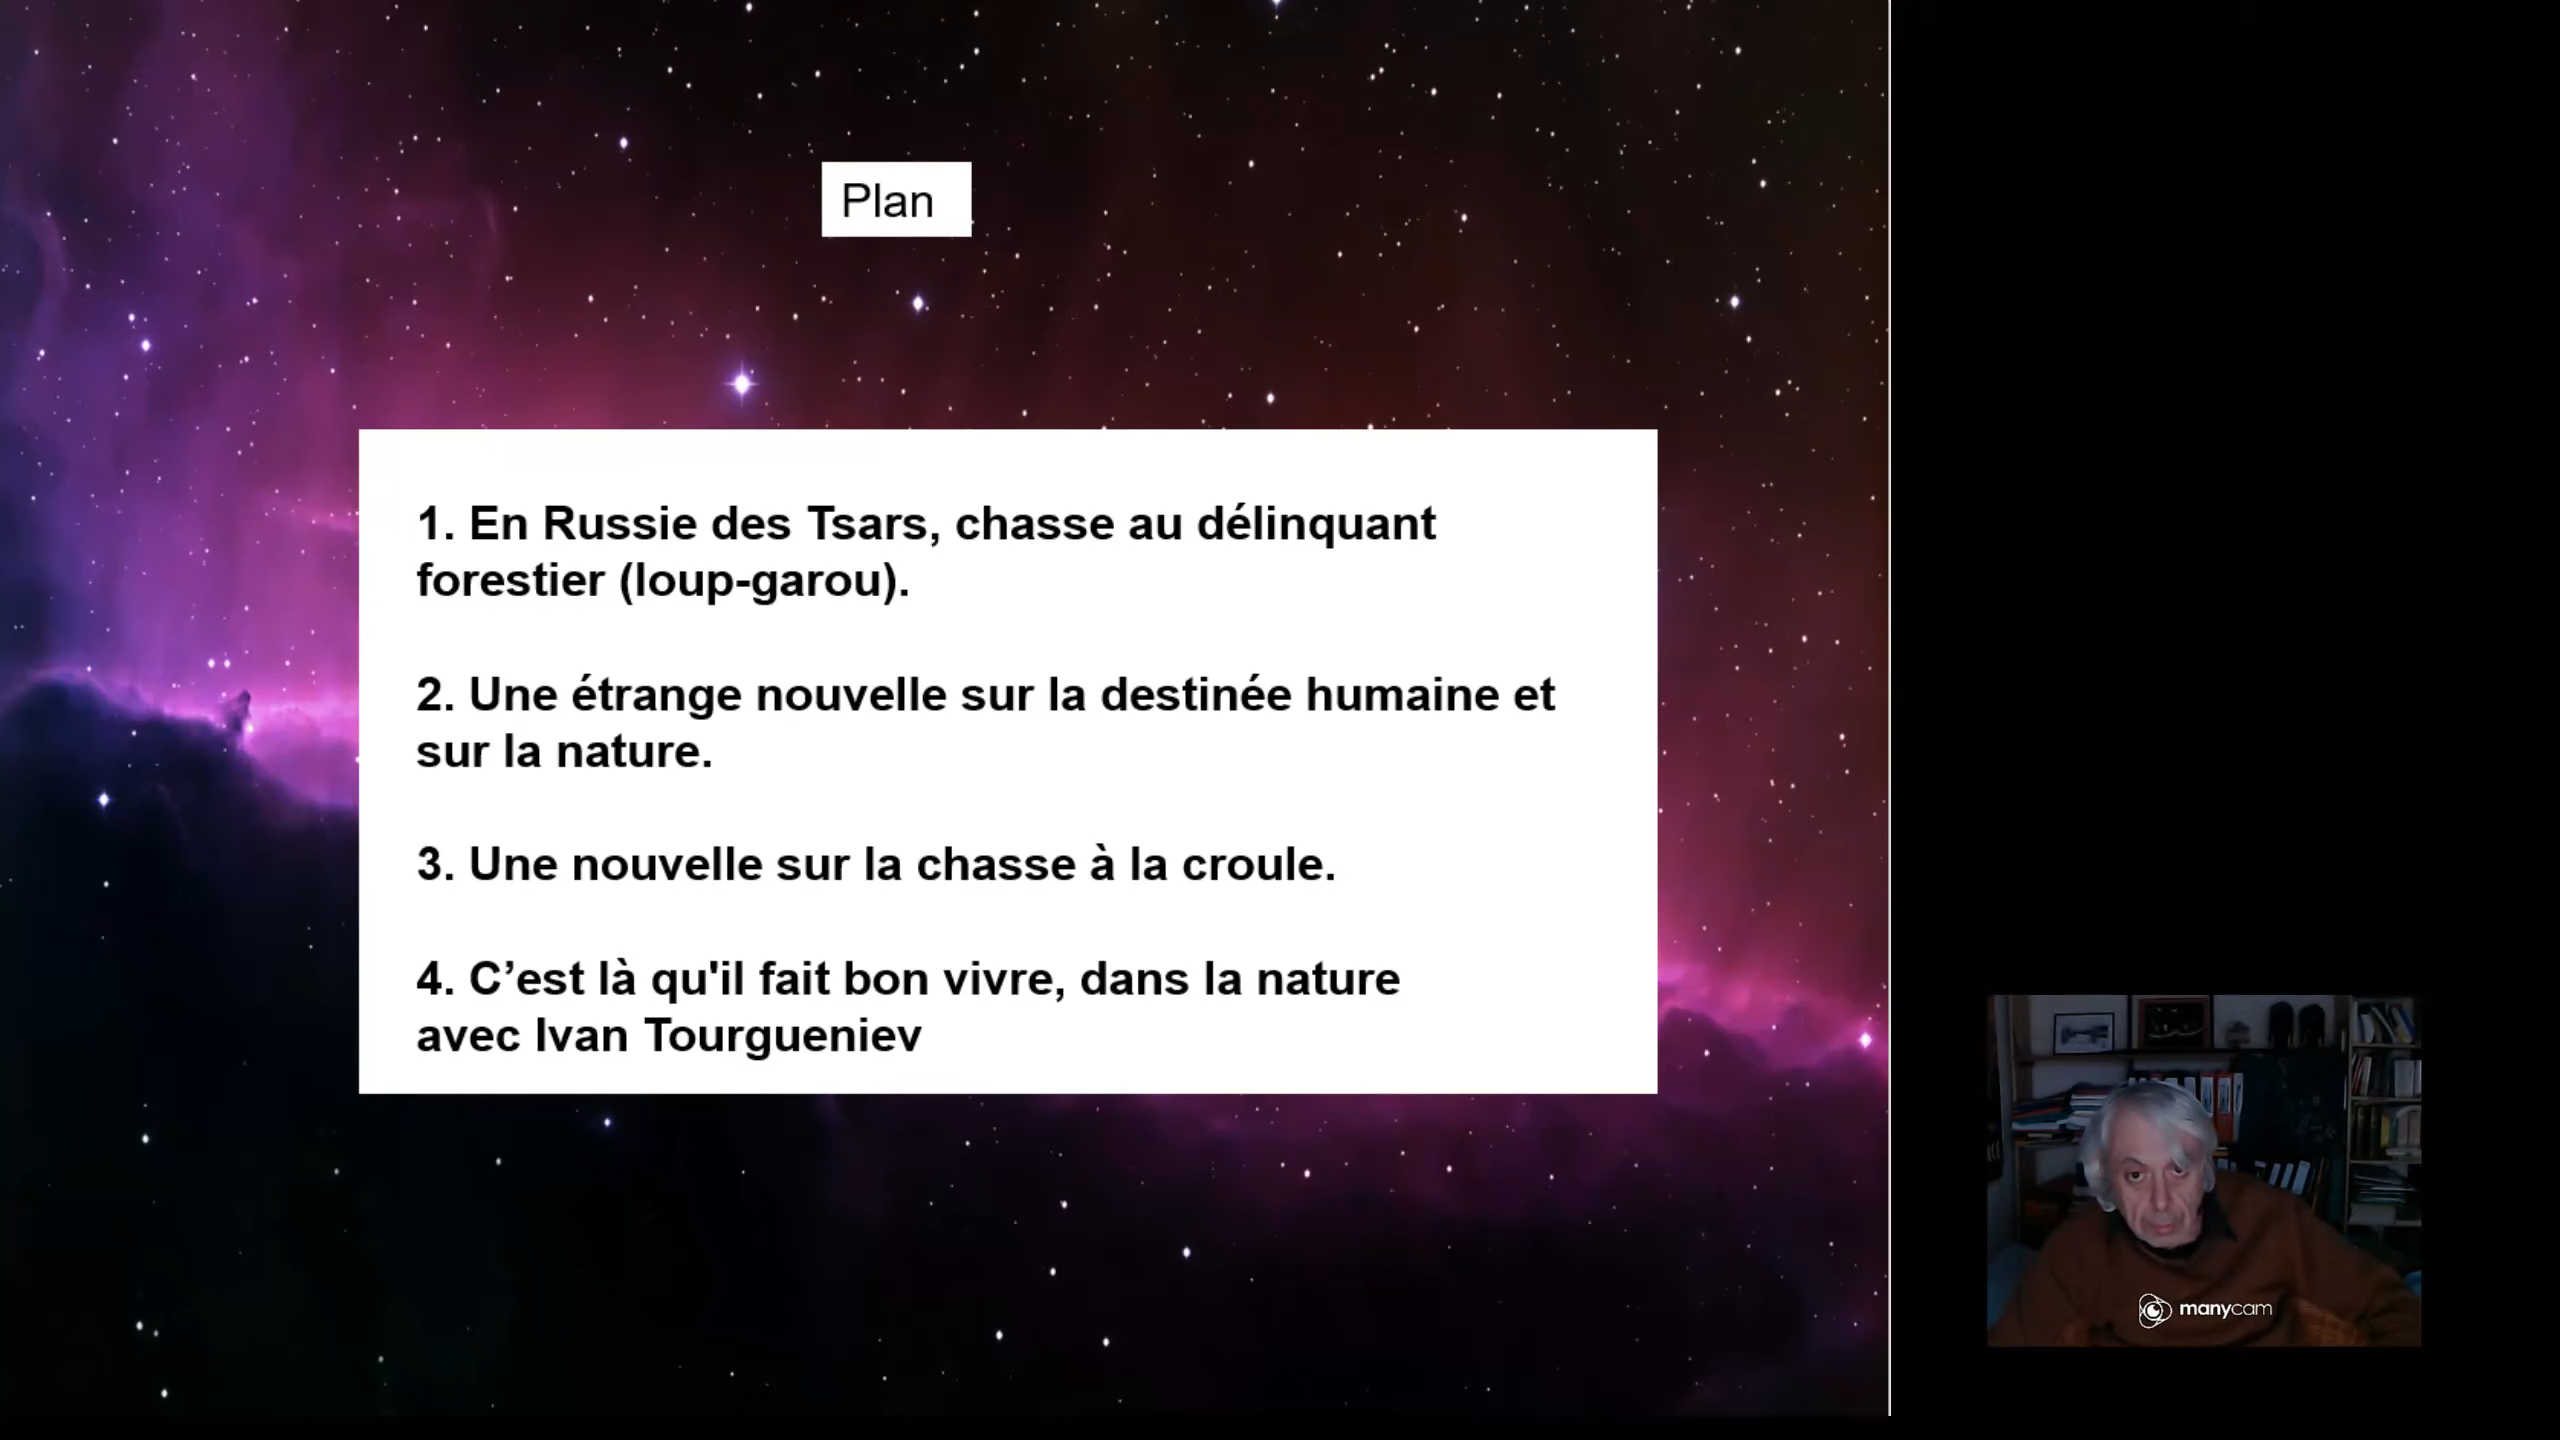 Plan
1. En Russie des Tsars, chasse au délinquant
forestier (loup-garou).
2. Une étrange nouvelle sur la destinée humaine et
sur la nature.
3. Une nouvelle sur la chasse à la croule.
4. C’est là qu'il fait bon vivre, dans la nature
avec Ivan Tourgueniev
manycam